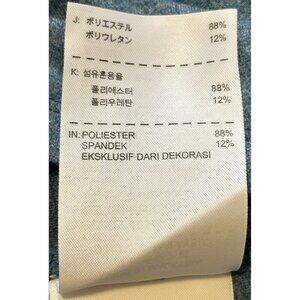 J: ポリエステル 88%
ポリウレタン 12%
K: 섬유혼용율
폴리에스터 88%
폴리우레탄 12%
IN: POLIESTER 88%
SPANDEK 12%
EKSKLUSIF DARI DEKORASI